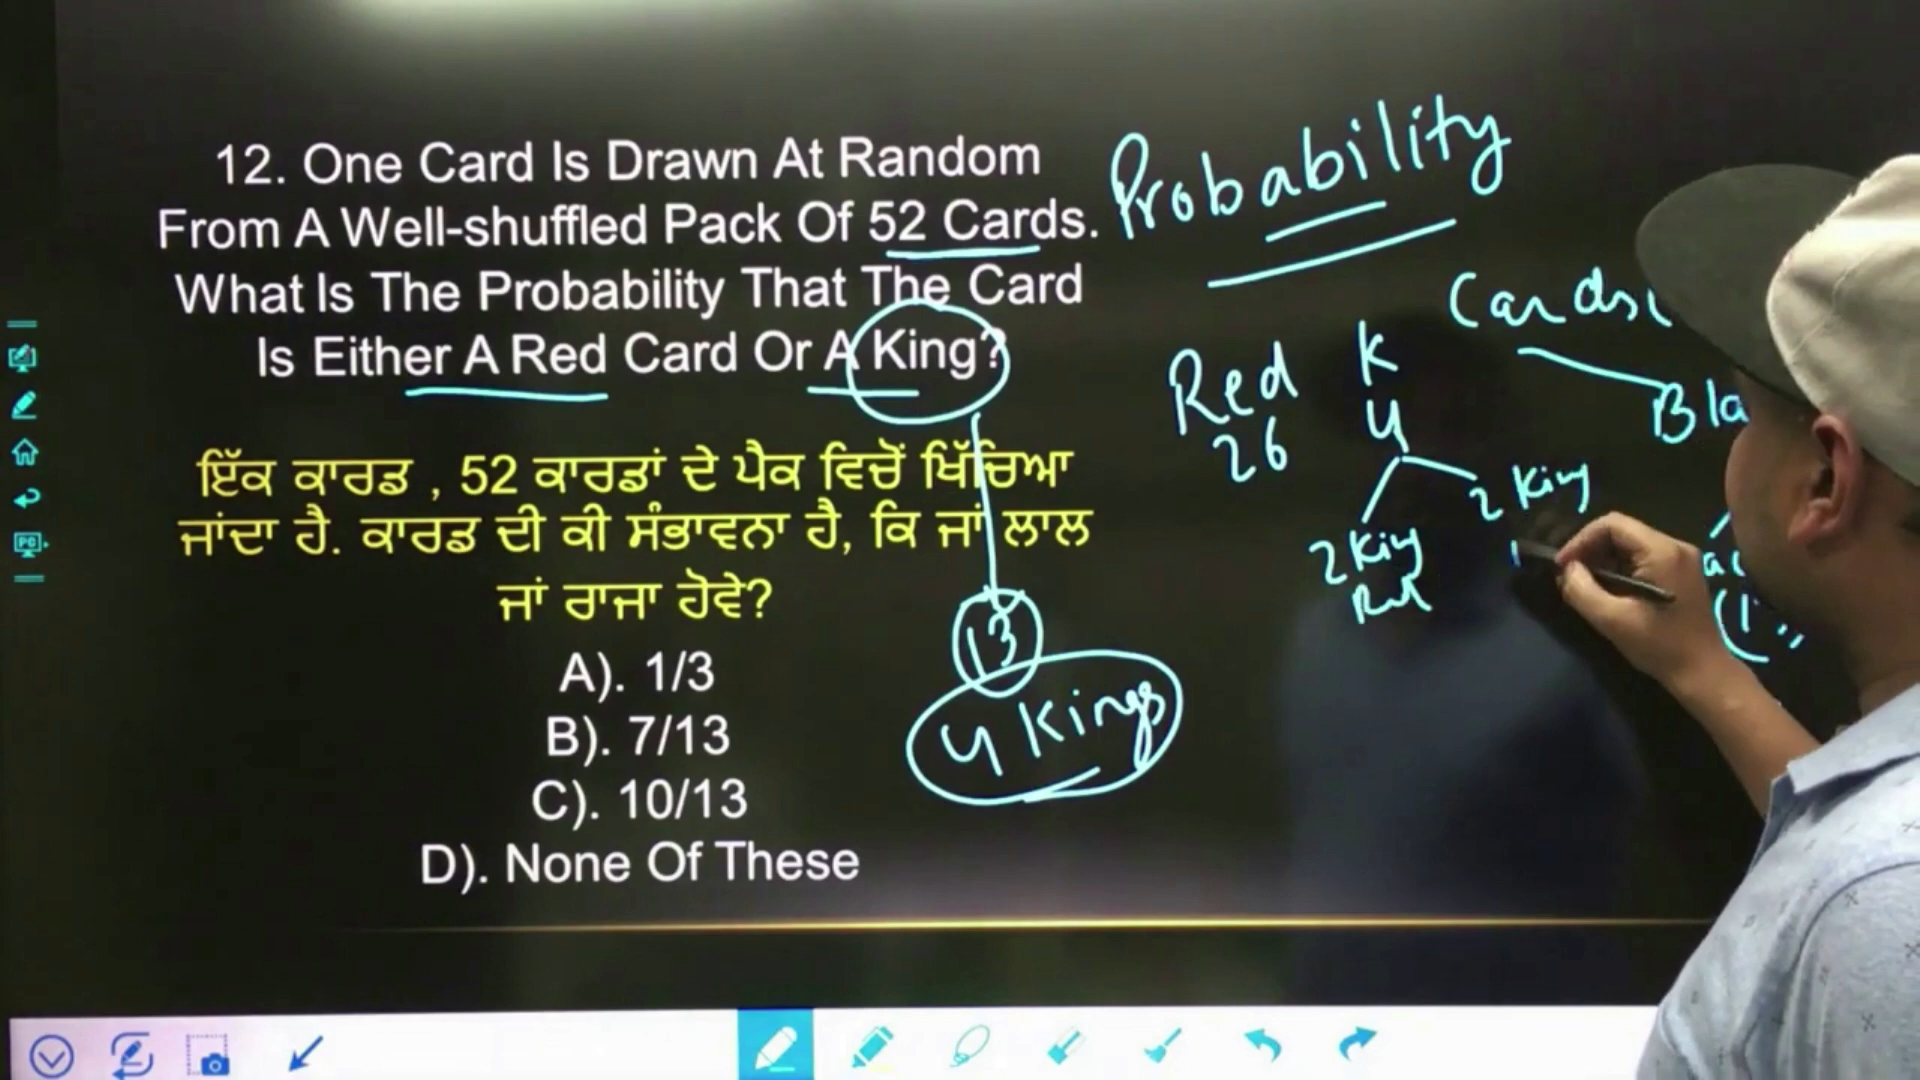 12. One Card Is Drawn At Random
From A Well-shuffled Pack Of 52 Cards.
What Is The Probability That The Card
Is Either A Red Card Or A King?
ਇੱਕ ਕਾਰਡ , 52 ਕਾਰਡਾਂ ਦੇ ਪੈਕ ਵਿਚੋਂ ਖਿੱਚਿਆ
ਜਾਂਦਾ ਹੈ. ਕਾਰਡ ਦੀ ਕੀ ਸੰਭਾਵਨਾ ਹੈ, ਕਿ ਜਾਂ ਲਾਲ
ਜਾਂ ਰਾਜਾ ਹੋਵੇ?
A). 1/3
B). 7/13
C). 10/13
D). None Of These
13
4 Kings
Probability
Cards
Red
26
K
4
2 King
Red
2 King
Bla
PC